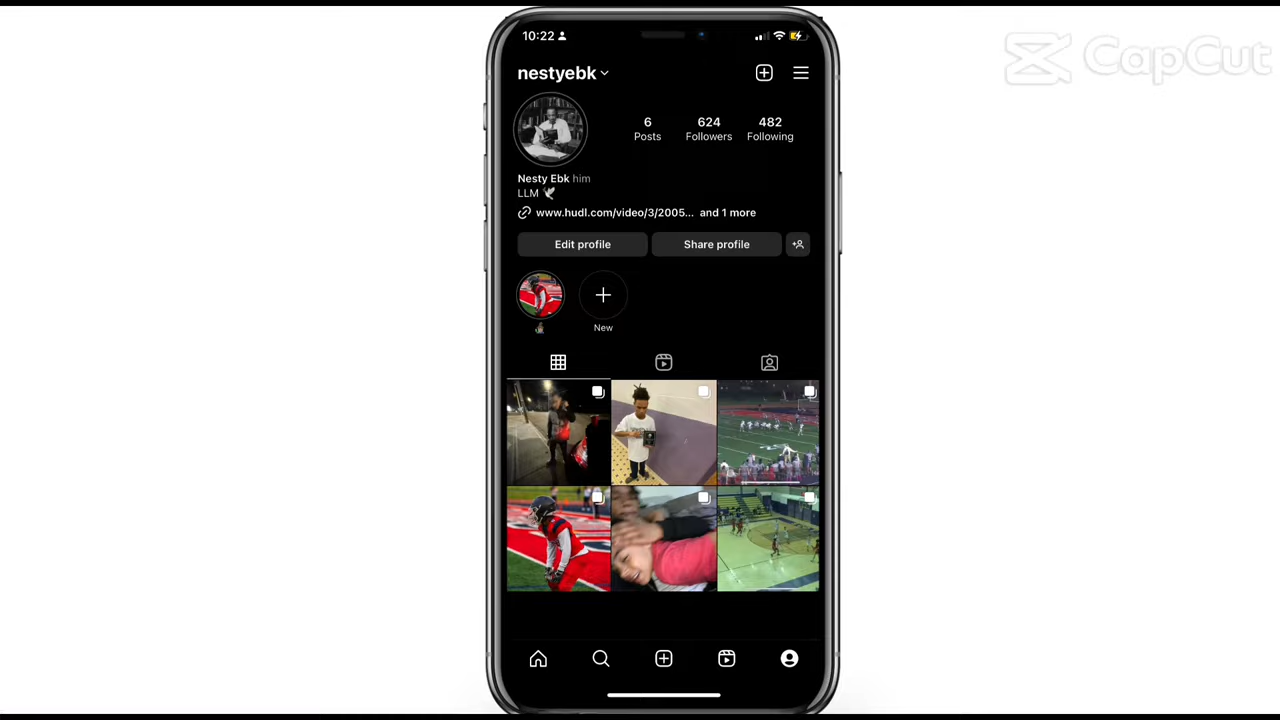 10:22
CapCut
nestyebk
6 624 482
Posts Followers Following
Nesty Ebk him
LLM 🕊
www.hudl.com/video/3/2005... and 1 more
Edit profile Share profile
New